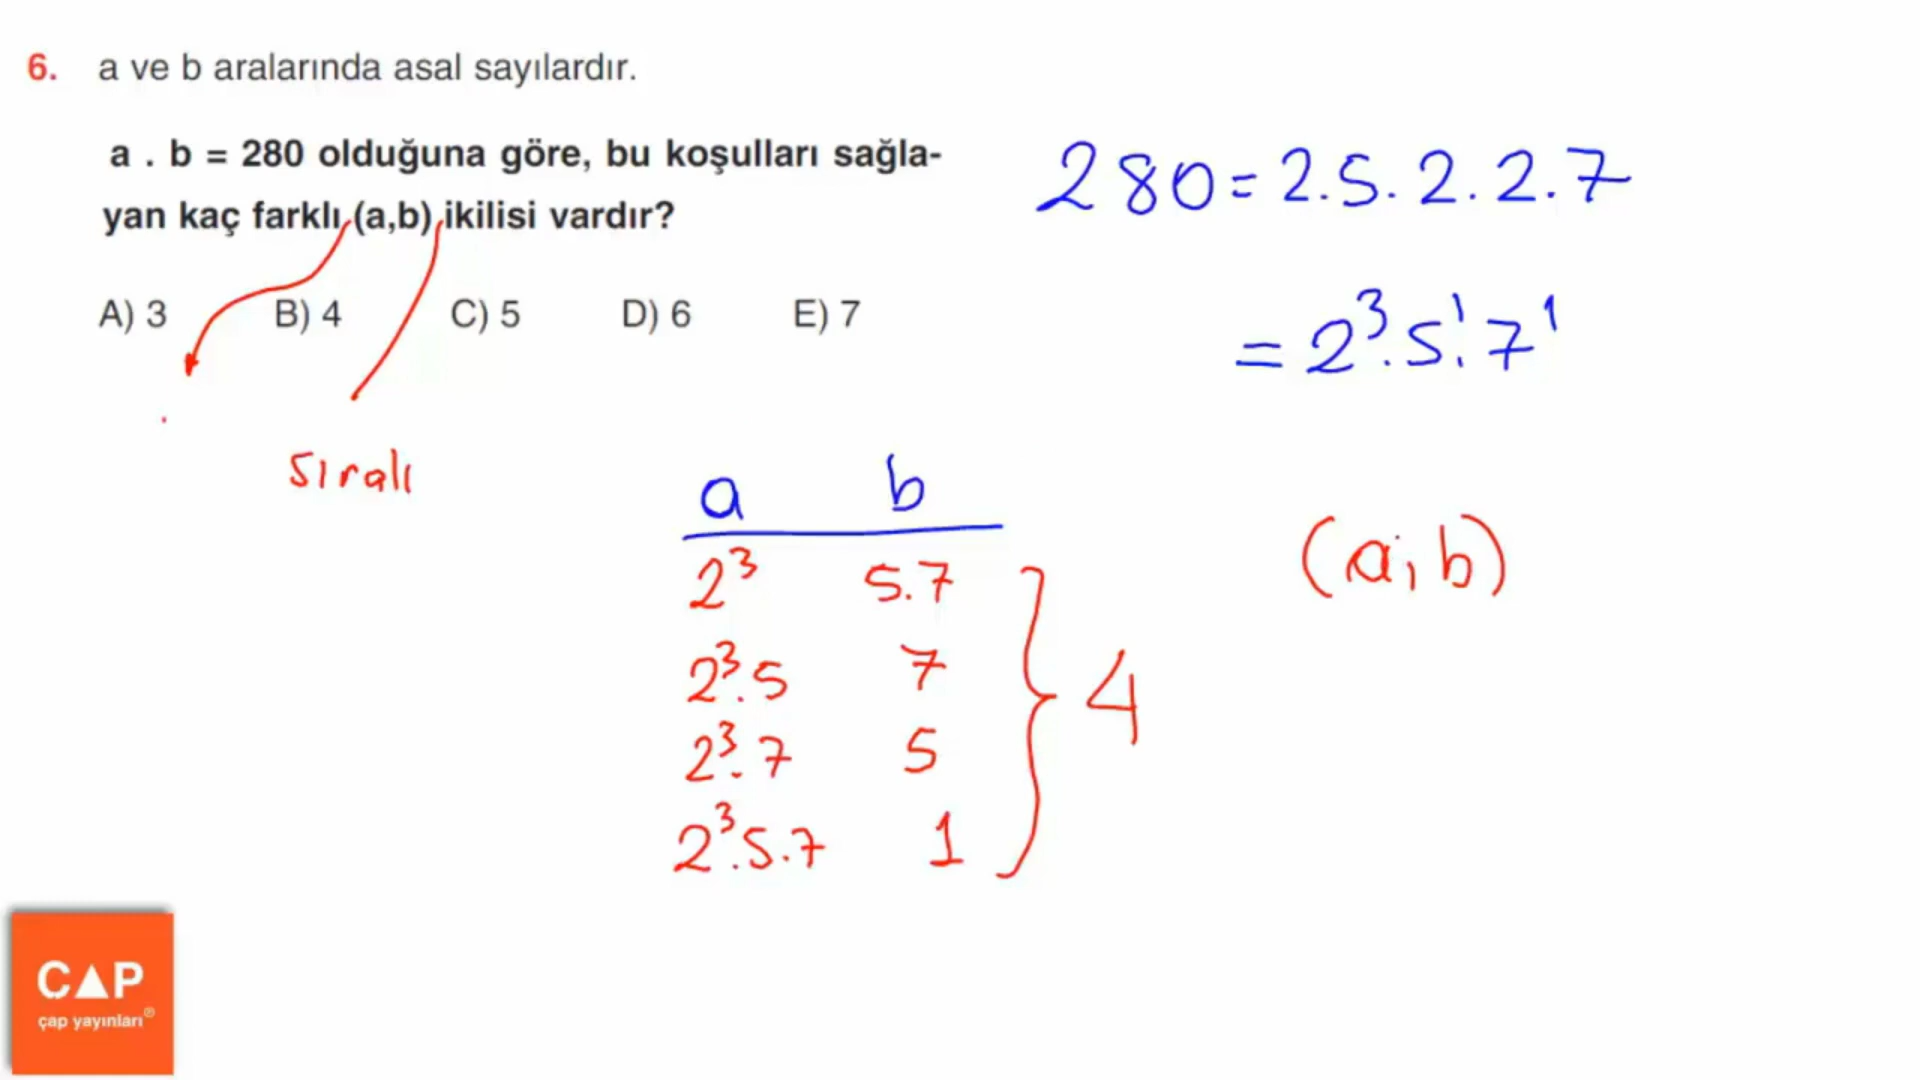 6. a ve b aralarında asal sayılardır.
a . b = 280 olduğuna göre, bu koşulları sağla-
yan kaç farklı (a,b) ikilisi vardır?
A) 3 B) 4 C) 5 D) 6 E) 7
280 = 2.5.2.2.7
= 2³.5¹.7¹
sıralı
a b
2³ 5.7
2³.5 7
2³.7 5
2³.5.7 1
4
(a,b)
CAP
çap yayınları®